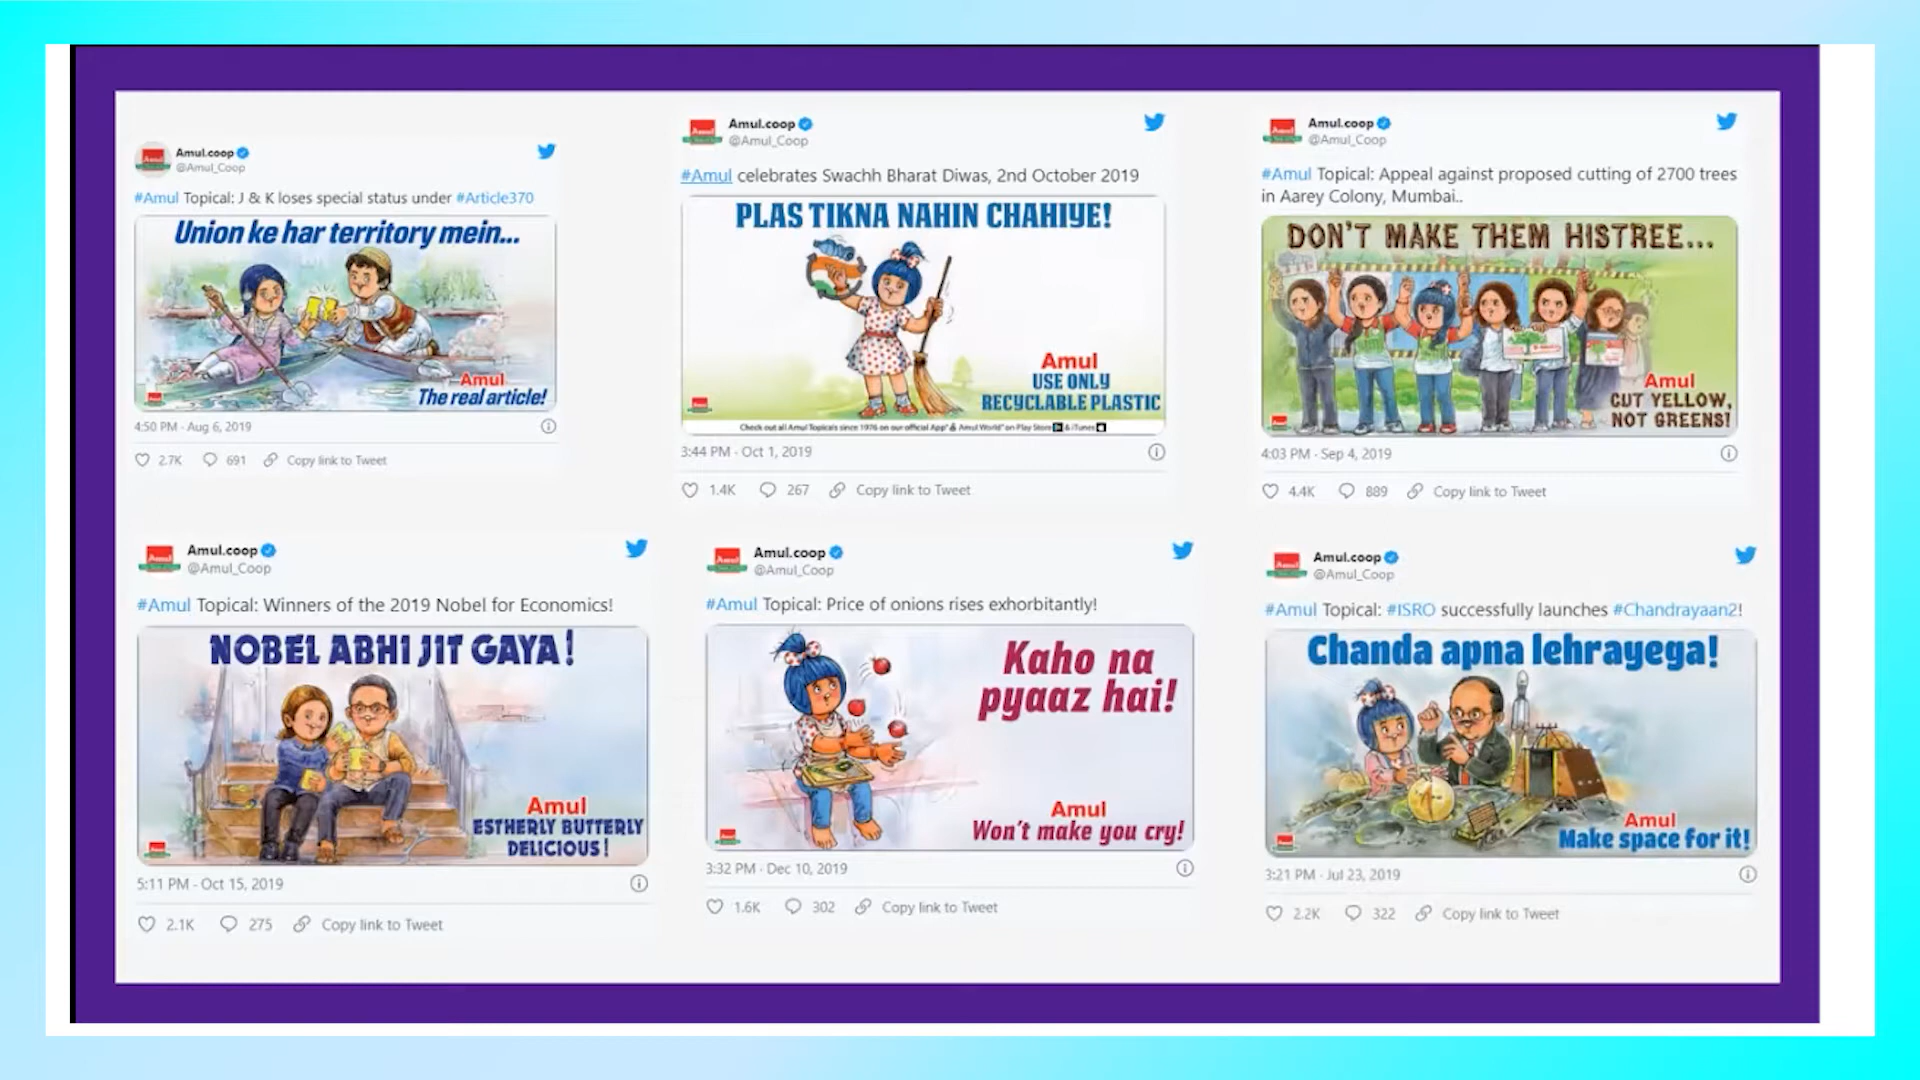 Amul.coop
@Amul_Coop
#Amul Topical: J & K loses special status under #Article370
Union ke har territory mein...
Amul
The real article!
4:50 PM · Aug 6, 2019
2.7K 691 Copy link to Tweet
Amul.coop
@Amul_Coop
#Amul celebrates Swachh Bharat Diwas, 2nd October 2019
PLAS TIKNA NAHIN CHAHIYE!
Amul
USE ONLY
RECYCLABLE PLASTIC
Check out all Amul Topicals since 1976 on our official App "Amul World" on Play Store & iTunes
3:44 PM · Oct 1, 2019
1.4K 267 Copy link to Tweet
Amul.coop
@Amul_Coop
#Amul Topical: Appeal against proposed cutting of 2700 trees
in Aarey Colony, Mumbai..
DON'T MAKE THEM HISTREE...
Amul
CUT YELLOW,
NOT GREENS!
4:03 PM · Sep 4, 2019
4.4K 889 Copy link to Tweet
Amul.coop
@Amul_Coop
#Amul Topical: Winners of the 2019 Nobel for Economics!
NOBEL ABHI JIT GAYA!
Amul
ESTHERLY BUTTERLY
DELICIOUS!
5:11 PM · Oct 15, 2019
2.1K 275 Copy link to Tweet
Amul.coop
@Amul_Coop
#Amul Topical: Price of onions rises exhorbitantly!
Kaho na
pyaaz hai!
Amul
Won't make you cry!
3:32 PM · Dec 10, 2019
1.6K 302 Copy link to Tweet
Amul.coop
@Amul_Coop
#Amul Topical: #ISRO successfully launches #Chandrayaan2!
Chanda apna lehrayega!
Amul
Make space for it!
3:21 PM · Jul 23, 2019
2.2K 322 Copy link to Tweet